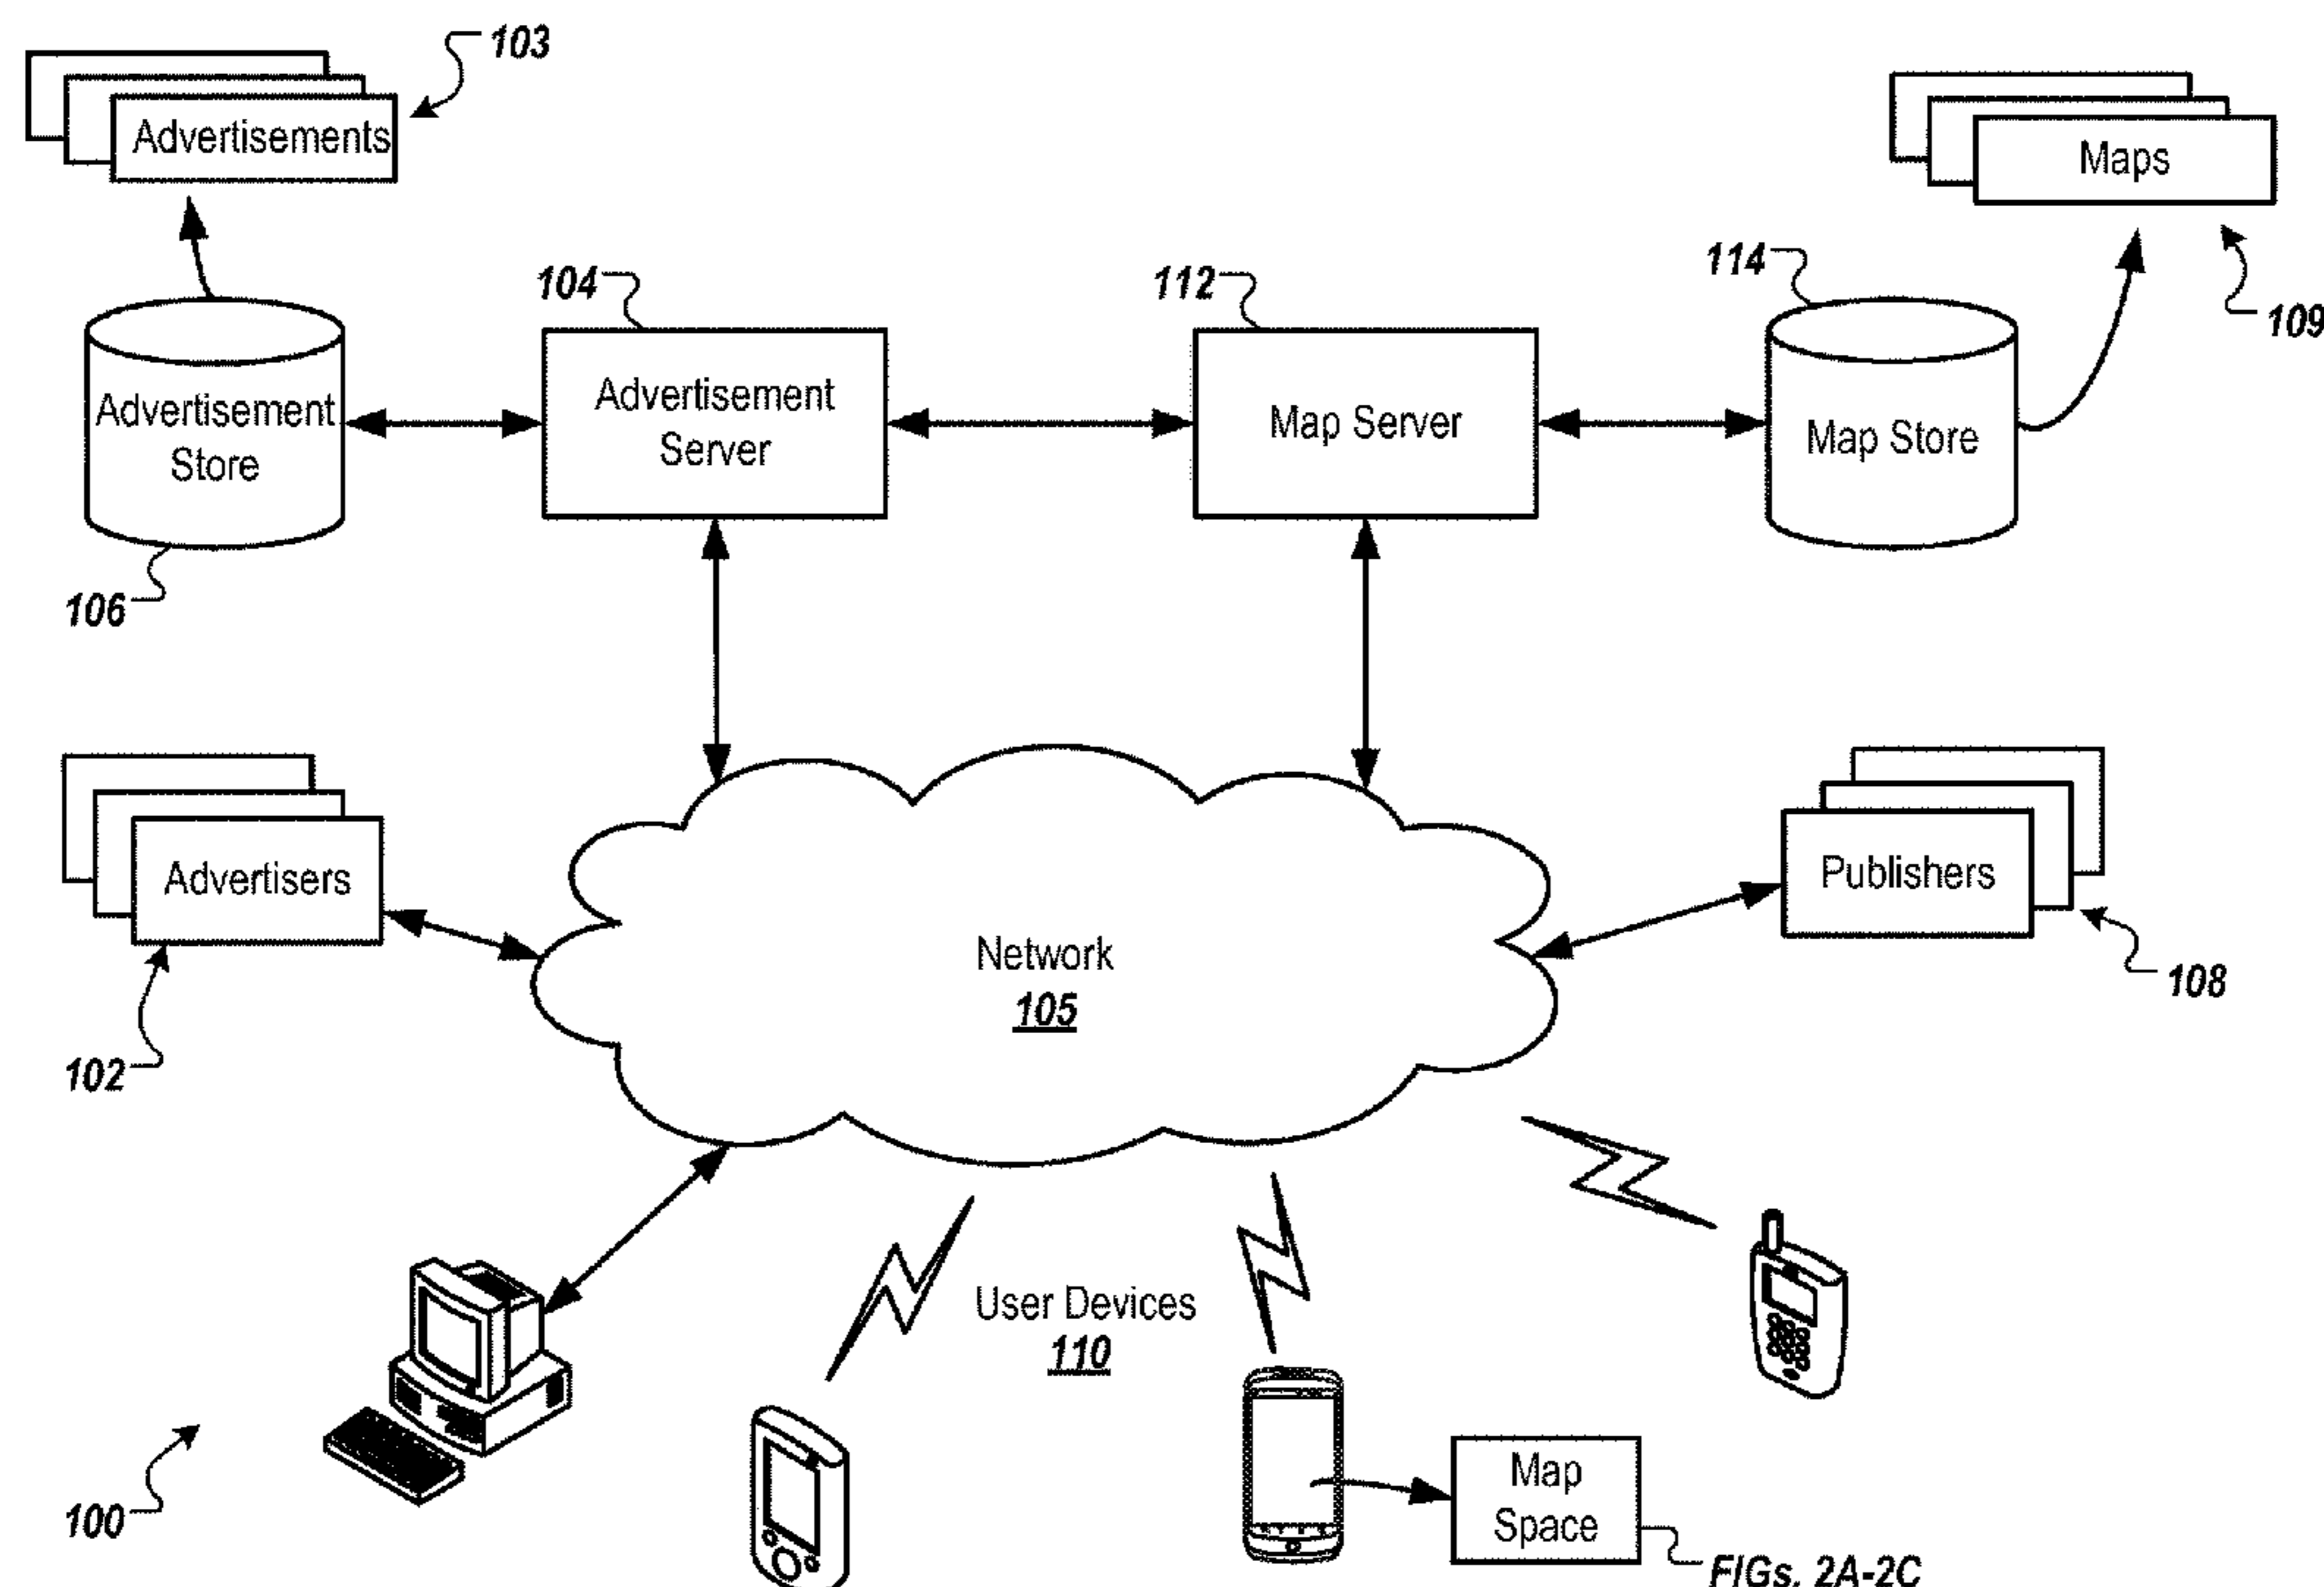 103
Advertisements
Maps
104
112
114
109
Advertisement
Store
Advertisement
Server
Map Server
Map Store
106
Advertisers
Publishers
Network
105
108
102
User Devices
110
Map
Space
100
FIGs. 2A-2C